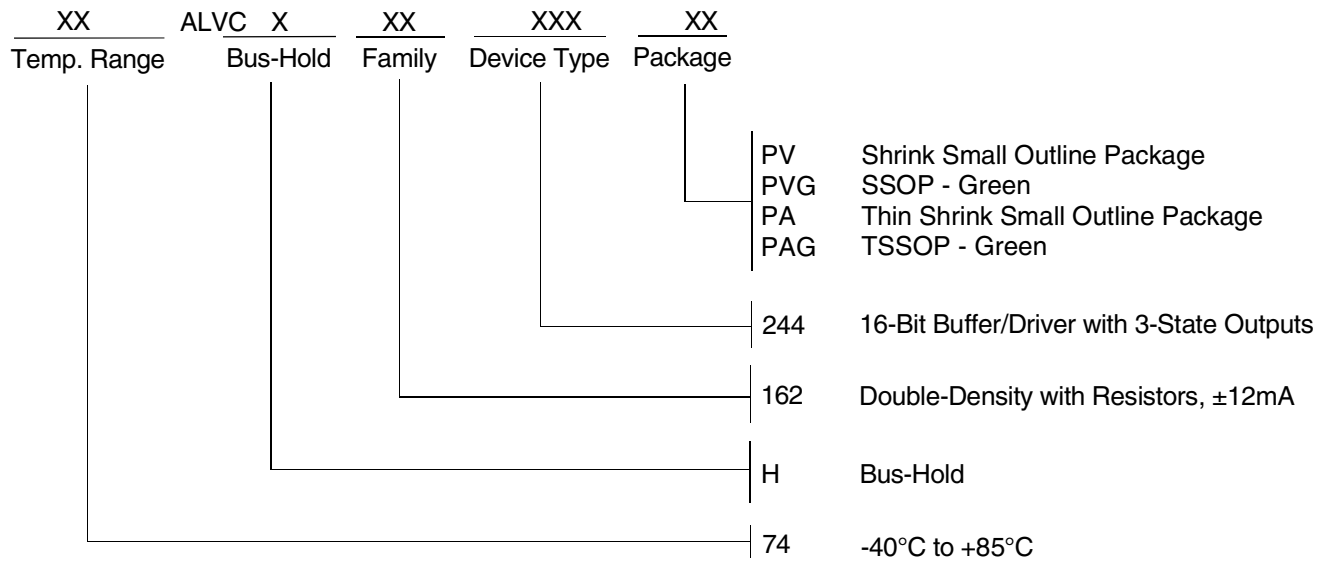 XX ALVC X XX XXX XX
Temp. Range Bus-Hold Family Device Type Package
PV Shrink Small Outline Package
PVG SSOP - Green
PA Thin Shrink Small Outline Package
PAG TSSOP - Green
244 16-Bit Buffer/Driver with 3-State Outputs
162 Double-Density with Resistors, ±12mA
H Bus-Hold
74 -40°C to +85°C